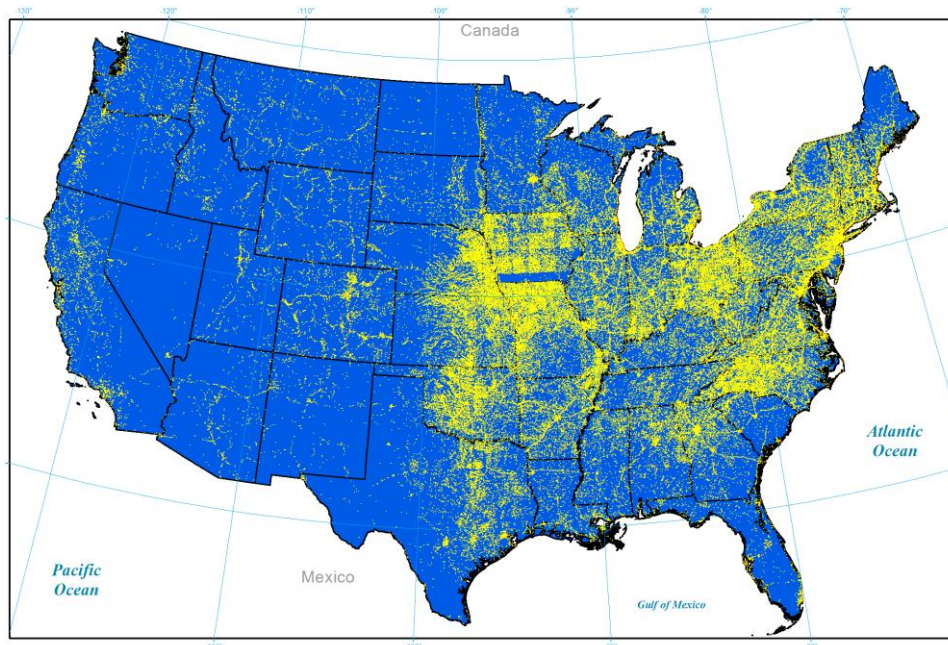 -130° -120° -110° -100° -90° -80° -70°
Canada
Atlantic
Ocean
Pacific
Ocean
Mexico
Gulf of Mexico